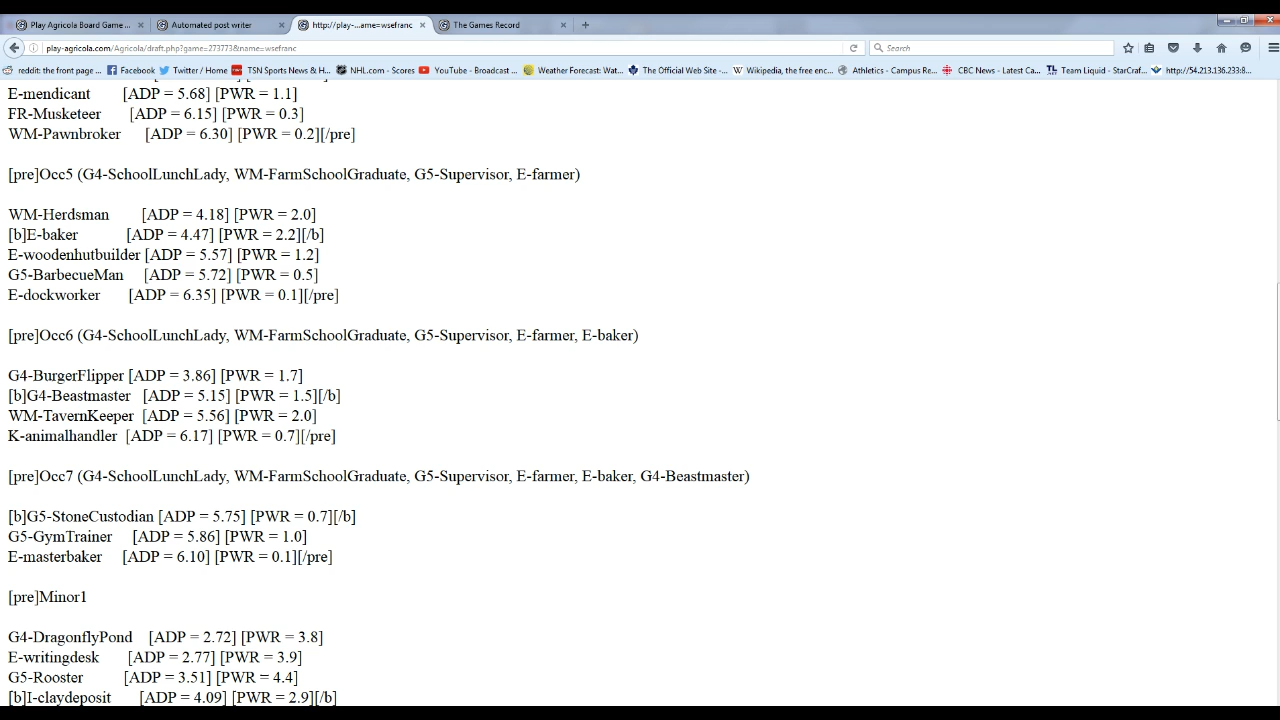 Play Agricola Board Game ...
Automated post writer
http://play-...ame=wsefranc
The Games Record
play-agricola.com/Agricola/draft.php?game=273773&name=wsefranc
Search
reddit: the front page ...
Facebook
Twitter / Home
TSN Sports News & H...
NHL.com - Scores
YouTube - Broadcast ...
Weather Forecast: Wat...
The Official Web Site -...
Wikipedia, the free enc...
Athletics - Campus Re...
CBC News - Latest Ca...
Team Liquid - StarCraf...
http://54.213.136.233:8...
E-mendicant [ADP = 5.68] [PWR = 1.1]
FR-Musketeer [ADP = 6.15] [PWR = 0.3]
WM-Pawnbroker [ADP = 6.30] [PWR = 0.2][/pre]
[pre]Occ5 (G4-SchoolLunchLady, WM-FarmSchoolGraduate, G5-Supervisor, E-farmer)
WM-Herdsman [ADP = 4.18] [PWR = 2.0]
[b]E-baker [ADP = 4.47] [PWR = 2.2][/b]
E-woodenhutbuilder [ADP = 5.57] [PWR = 1.2]
G5-BarbecueMan [ADP = 5.72] [PWR = 0.5]
E-dockworker [ADP = 6.35] [PWR = 0.1][/pre]
[pre]Occ6 (G4-SchoolLunchLady, WM-FarmSchoolGraduate, G5-Supervisor, E-farmer, E-baker)
G4-BurgerFlipper [ADP = 3.86] [PWR = 1.7]
[b]G4-Beastmaster [ADP = 5.15] [PWR = 1.5][/b]
WM-TavernKeeper [ADP = 5.56] [PWR = 2.0]
K-animalhandler [ADP = 6.17] [PWR = 0.7][/pre]
[pre]Occ7 (G4-SchoolLunchLady, WM-FarmSchoolGraduate, G5-Supervisor, E-farmer, E-baker, G4-Beastmaster)
[b]G5-StoneCustodian [ADP = 5.75] [PWR = 0.7][/b]
G5-GymTrainer [ADP = 5.86] [PWR = 1.0]
E-masterbaker [ADP = 6.10] [PWR = 0.1][/pre]
[pre]Minor1
G4-DragonflyPond [ADP = 2.72] [PWR = 3.8]
E-writingdesk [ADP = 2.77] [PWR = 3.9]
G5-Rooster [ADP = 3.51] [PWR = 4.4]
[b]I-claydeposit [ADP = 4.09] [PWR = 2.9][/b]